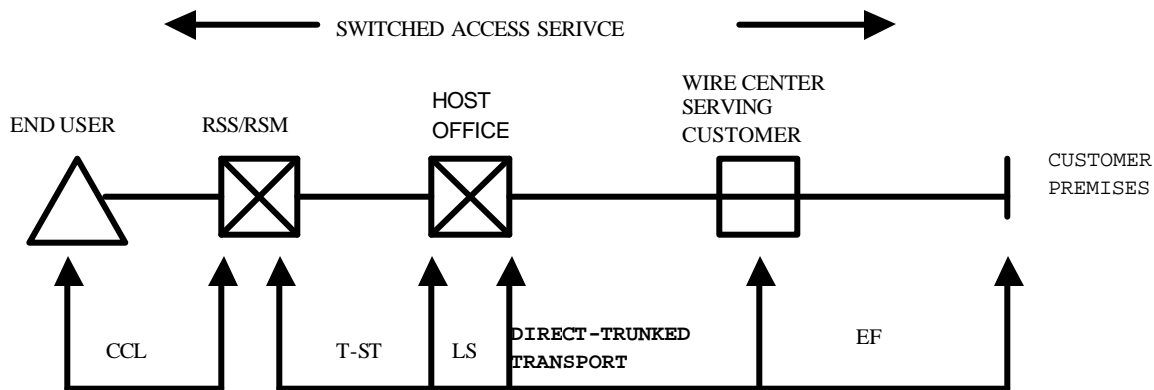 SWITCHED ACCESS SERIVCE
END USER
RSS/RSM
HOST
OFFICE
WIRE CENTER
SERVING
CUSTOMER
CUSTOMER
PREMISES
CCL
T-ST
LS
DIRECT-TRUNKED
TRANSPORT
EF